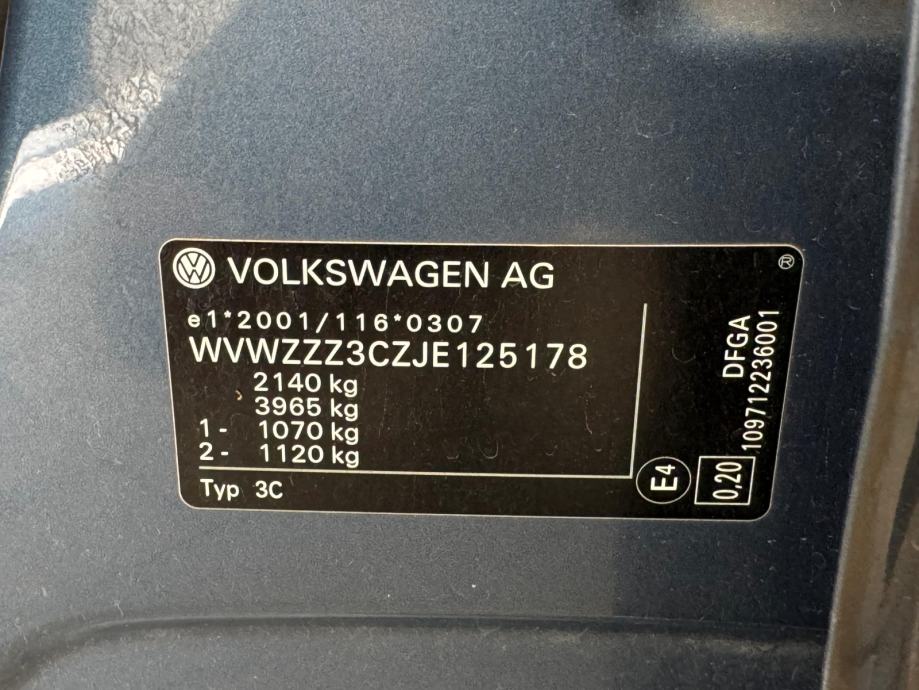 VOLKSWAGEN AG
®
e1*2001/116*0307
WVWZZZ3CZJE125178
2140 kg
3965 kg
1- 1070 kg
2- 1120 kg
Typ 3C
E4
0,20
DFGA
109712236001